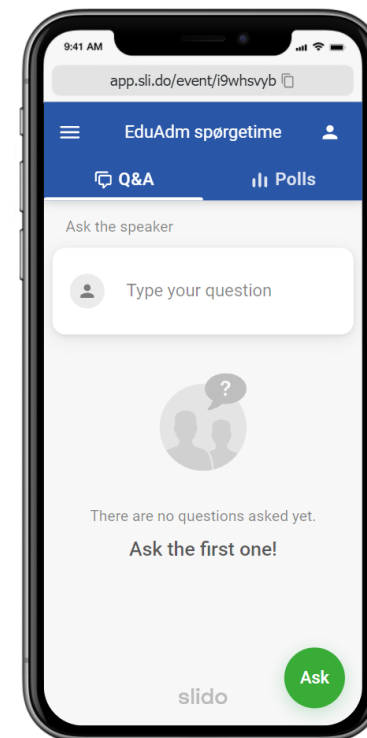 9:41 AM
app.sli.do/event/i9whsvyb
EduAdm spørgetime
Q&A
Polls
Ask the speaker
Type your question
?
There are no questions asked yet.
Ask the first one!
Ask
slido